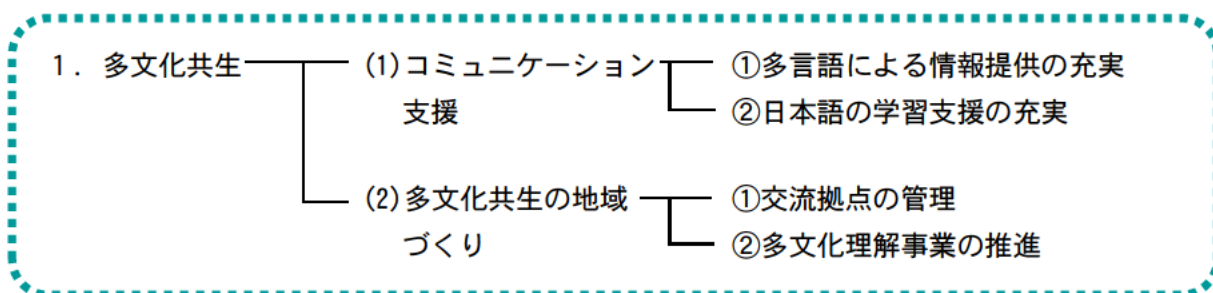 1. 多文化共生 (1)コミュニケーション ①多言語による情報提供の充実
支援 ②日本語の学習支援の充実
(2)多文化共生の地域 ①交流拠点の管理
づくり ②多文化理解事業の推進